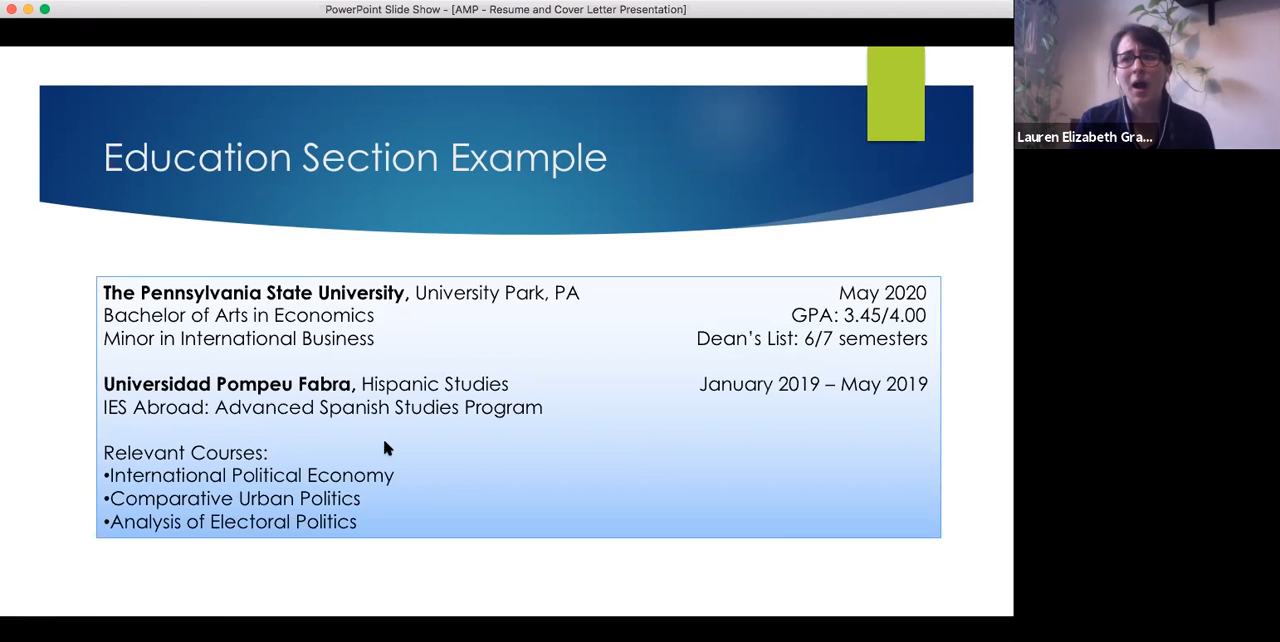 PowerPoint Slide Show - [AMP - Resume and Cover Letter Presentation]
Lauren Elizabeth Gra...
Education Section Example
The Pennsylvania State University, University Park, PA May 2020
Bachelor of Arts in Economics GPA: 3.45/4.00
Minor in International Business Dean’s List: 6/7 semesters
Universidad Pompeu Fabra, Hispanic Studies January 2019 – May 2019
IES Abroad: Advanced Spanish Studies Program
Relevant Courses:
•International Political Economy
•Comparative Urban Politics
•Analysis of Electoral Politics